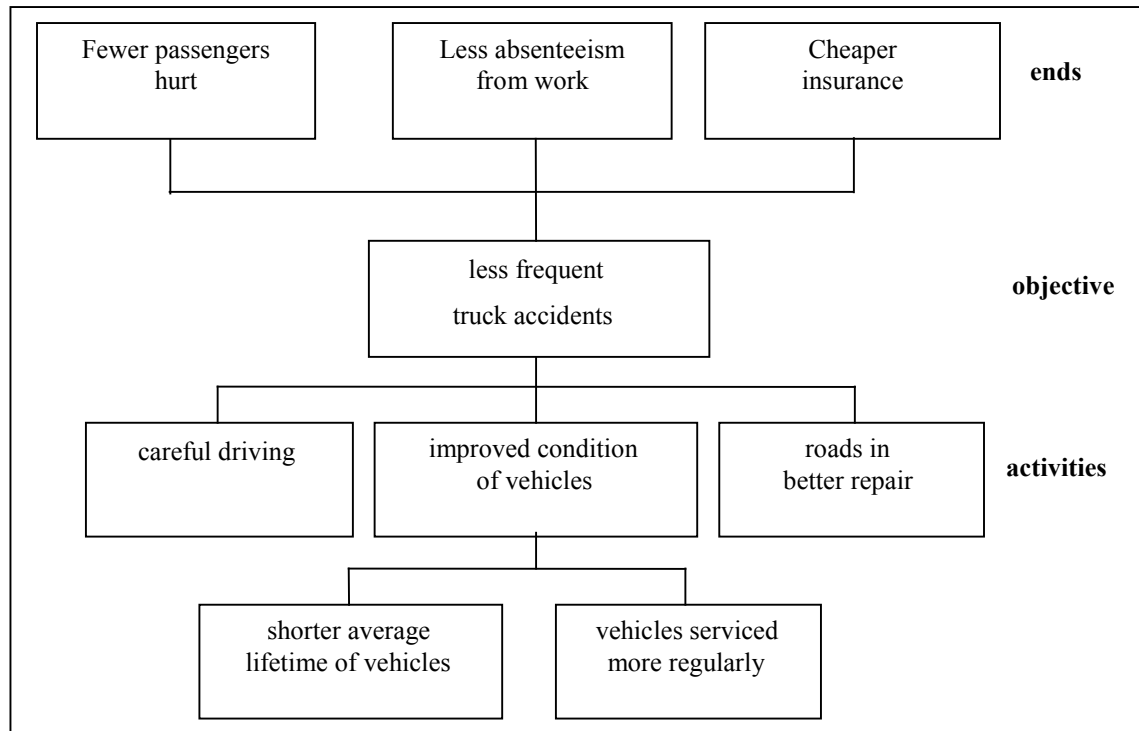 Fewer passengers
hurt
Less absenteeism
from work
Cheaper
insurance
ends
less frequent
truck accidents
objective
careful driving
improved condition
of vehicles
roads in
better repair
activities
shorter average
lifetime of vehicles
vehicles serviced
more regularly